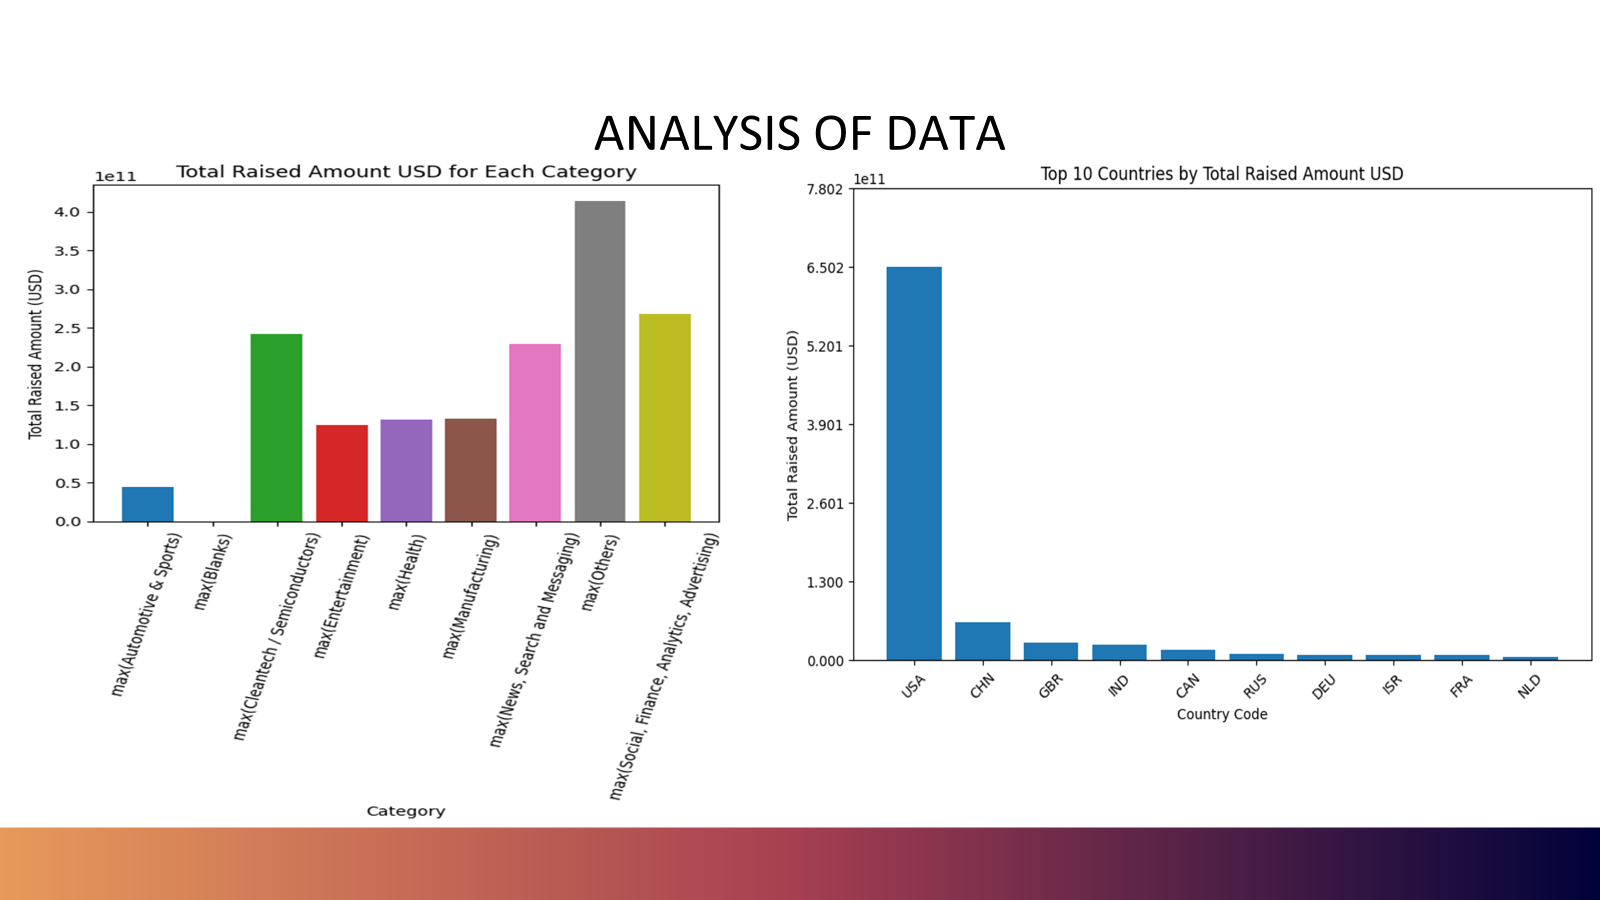 ANALYSIS OF DATA
Total Raised Amount USD for Each Category
1e11
4.0
3.5
3.0
2.5
2.0
1.5
1.0
0.5
0.0
Total Raised Amount (USD)
max(Automotive & Sports)
max(Blanks)
max(Cleantech / Semiconductors)
max(Entertainment)
max(Health)
max(Manufacturing)
max(News, Search and Messaging)
max(Others)
max(Social, Finance, Analytics, Advertising)
Category
Top 10 Countries by Total Raised Amount USD
1e11
7.802
6.502
5.201
3.901
2.601
1.300
0.000
Total Raised Amount (USD)
USA
CHN
GBR
IND
CAN
RUS
DEU
ISR
FRA
NLD
Country Code